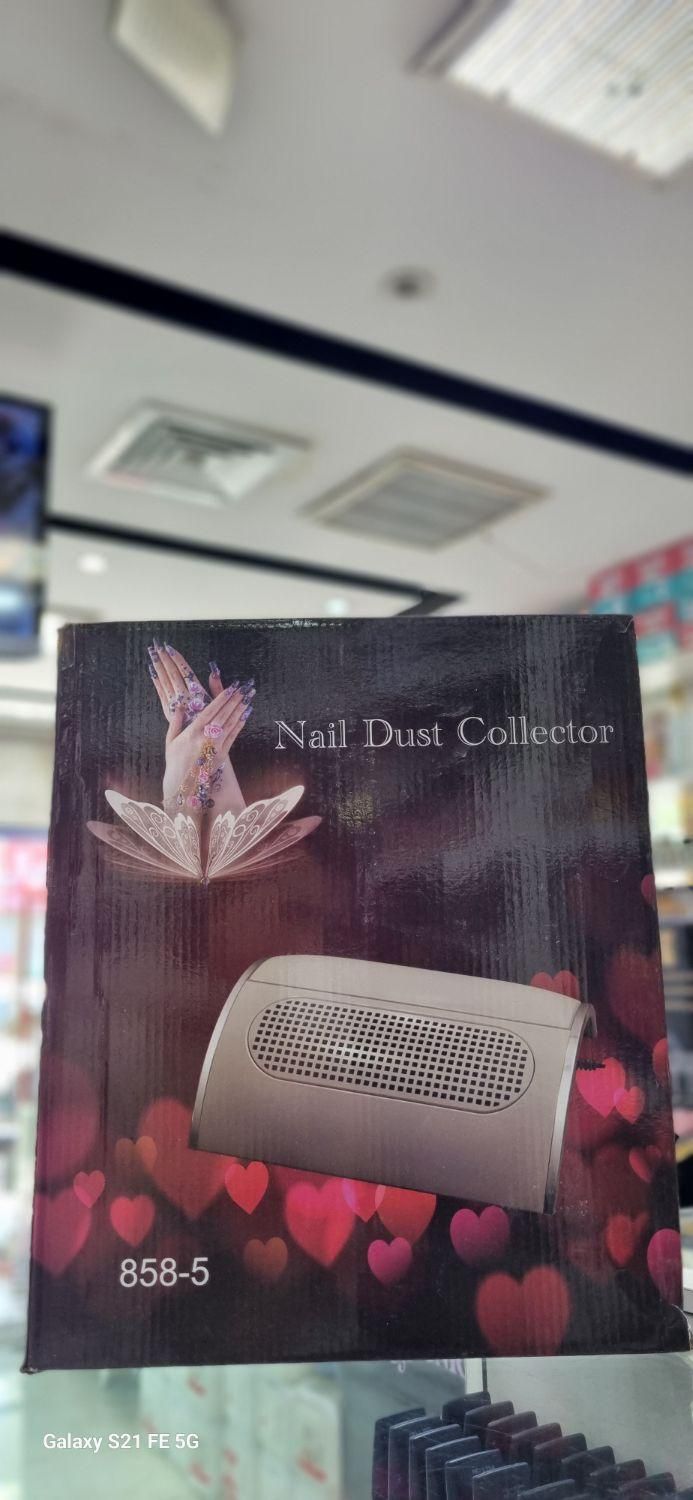 Nail Dust Collector
858-5
Galaxy S21 FE 5G